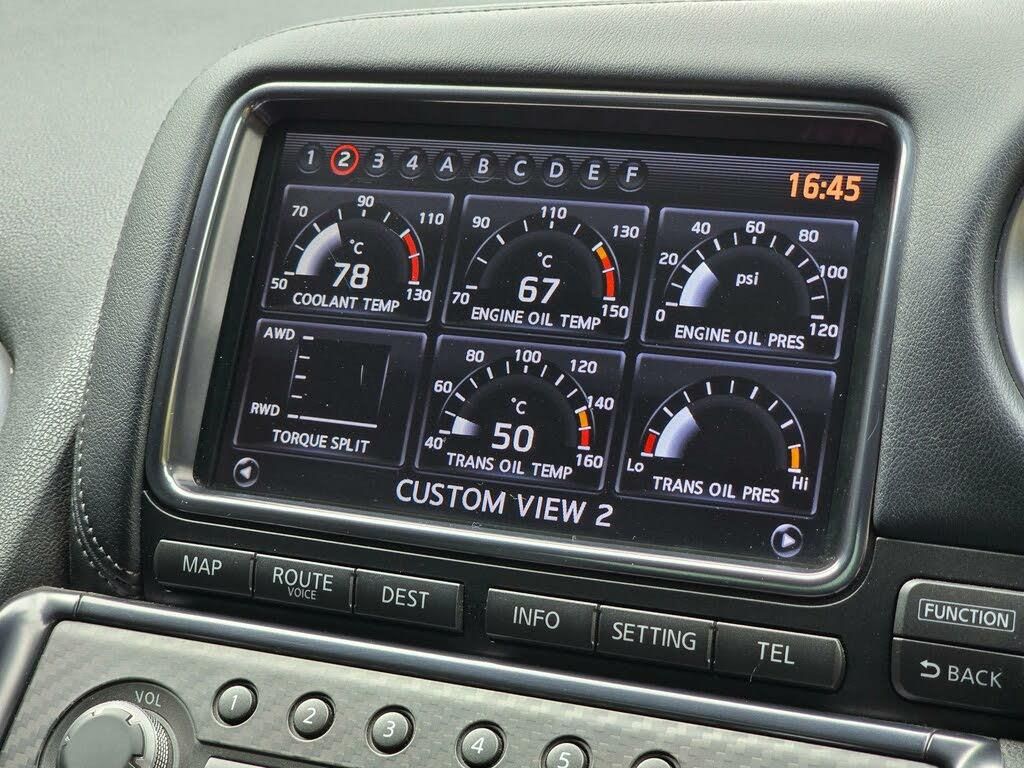 1 2 3 4 A B C D E F
16:45
50 70 90 110 130
°C
78
COOLANT TEMP
70 90 110 130 150
°C
67
ENGINE OIL TEMP
0 20 40 60 80 100 120
psi
ENGINE OIL PRES
AWD
RWD
TORQUE SPLIT
40 60 80 100 120 140 160
°C
50
TRANS OIL TEMP
Lo Hi
TRANS OIL PRES
CUSTOM VIEW 2
MAP
ROUTE
VOICE
DEST
INFO
SETTING
TEL
FUNCTION
BACK
VOL
1 2 3 4 5